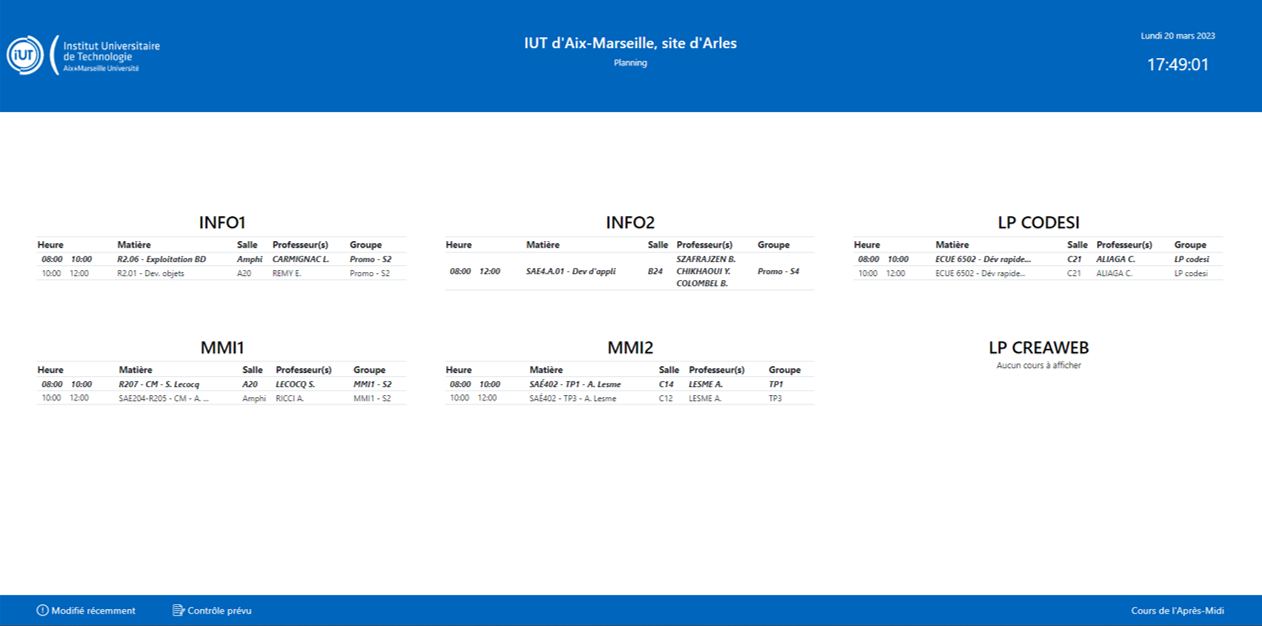 iUT
Institut Universitaire
de Technologie
Aix*Marseille Université
IUT d'Aix-Marseille, site d'Arles
Planning
Lundi 20 mars 2023
17:49:01
INFO1
Heure Matière Salle Professeur(s) Groupe
08:00 10:00 R2.06 - Exploitation BD Amphi CARMIGNAC L. Promo - S2
10:00 12:00 R2.01 - Dev. objets A20 REMY E. Promo - S2
INFO2
Heure Matière Salle Professeur(s) Groupe
SZAFRAJZEN B.
08:00 12:00 SAE4.A.01 - Dev d'appli B24 CHIKHAOUI Y. Promo - S4
COLOMBEL B.
LP CODESI
Heure Matière Salle Professeur(s) Groupe
08:00 10:00 ECUE 6502 - Dév rapide... C21 ALIAGA C. LP codesi
10:00 12:00 ECUE 6502 - Dév rapide... C21 ALIAGA C. LP codesi
MMI1
Heure Matière Salle Professeur(s) Groupe
08:00 10:00 R207 - CM - S. Lecocq A20 LECOCQ S. MMI1 - S2
10:00 12:00 SAE204-R205 - CM - A. ... Amphi RICCI A. MMI1 - S2
MMI2
Heure Matière Salle Professeur(s) Groupe
08:00 10:00 SAÉ402 - TP1 - A. Lesme C14 LESME A. TP1
10:00 12:00 SAÉ402 - TP3 - A. Lesme C12 LESME A. TP3
LP CREAWEB
Aucun cours à afficher
Modifié récemment
Contrôle prévu
Cours de l'Après-Midi